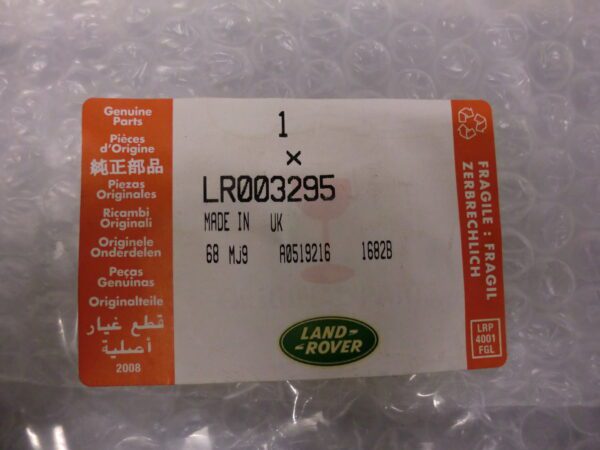 Genuine
Parts
Pièces
d'Origine
純正部品
Piezas
Originales
Ricambi
Originali
Originele
Onderdelen
Peças
Genuinas
Originalteile
قطع غيار
أصلية
2008
1
×
LR003295
MADE IN UK
68 MJ9 A0519216 1682B
LAND-
-ROVER
FRAGILE : FRAGIL
ZERBRECHLICH
LRP
4001
FGL